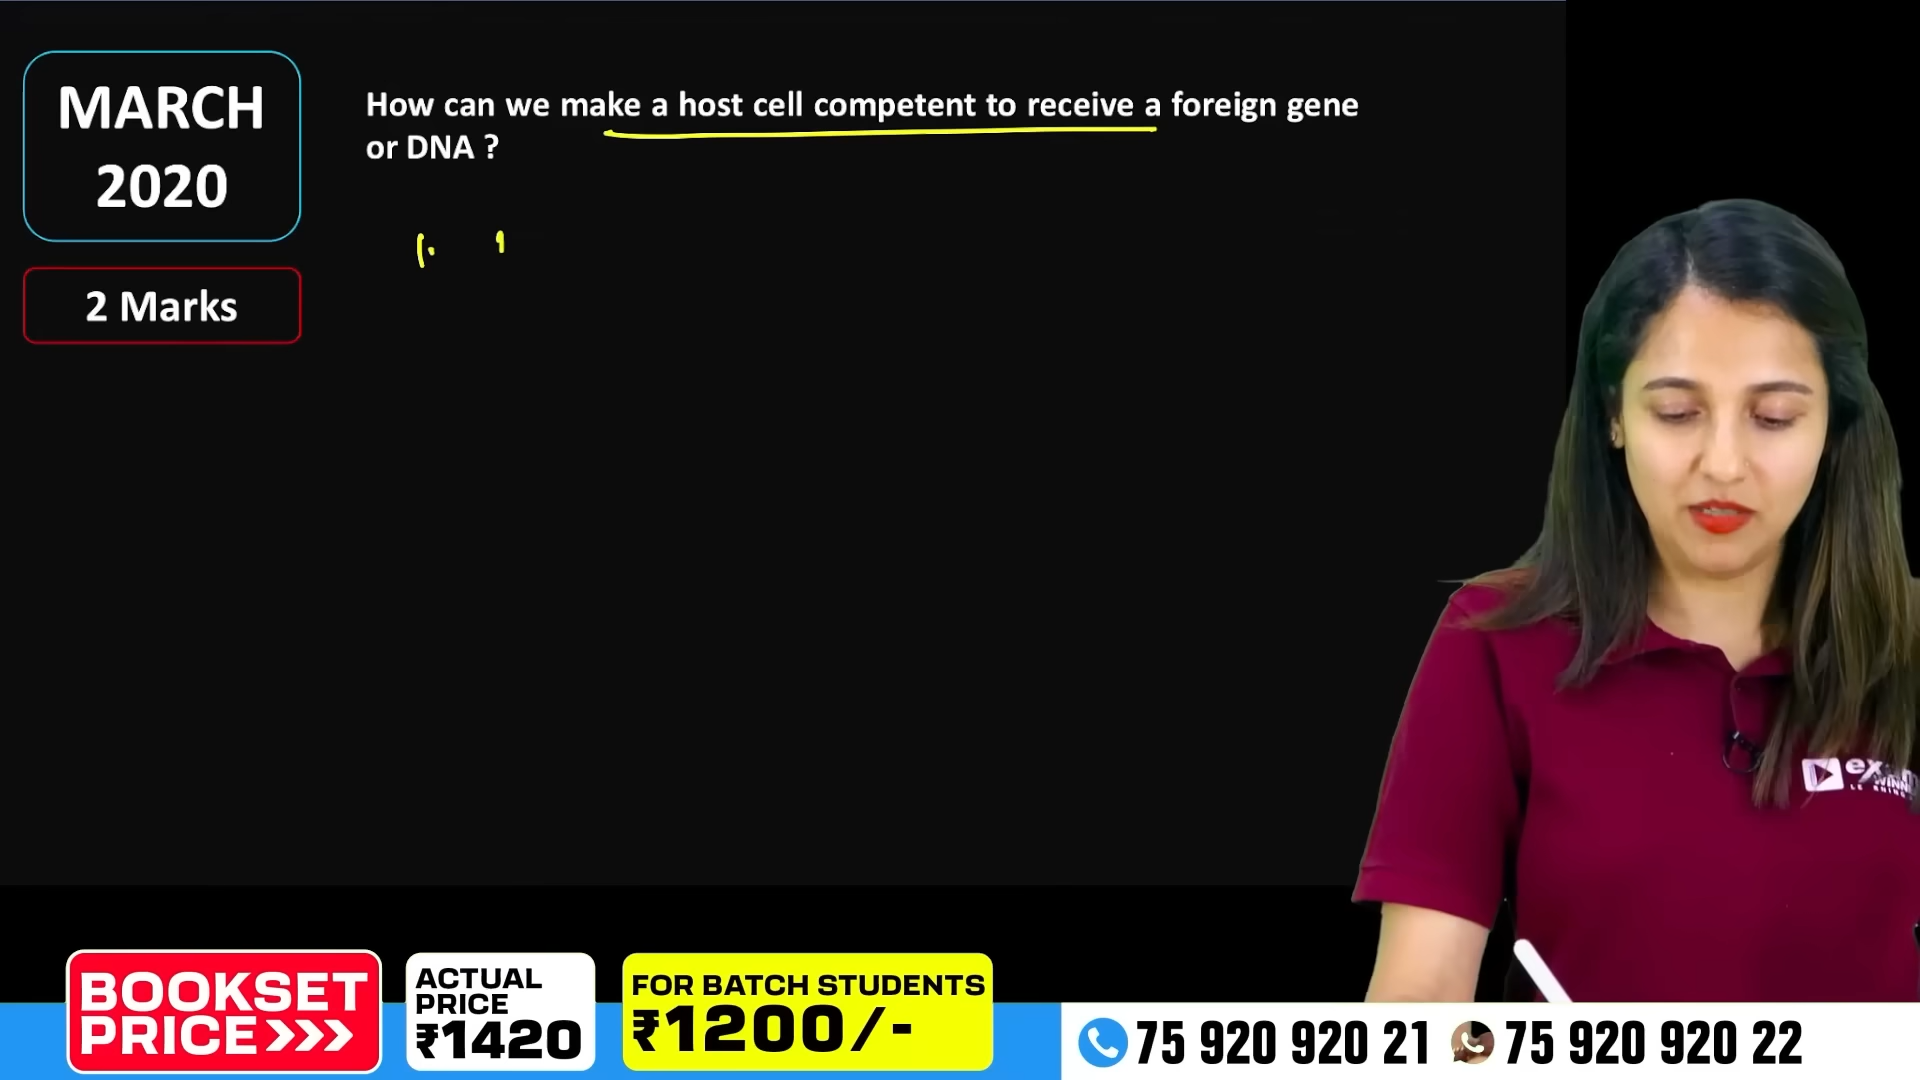 MARCH
2020
2 Marks
How can we make a host cell competent to receive a foreign gene
or DNA ?
1.
BOOKSET
PRICE >>>
ACTUAL
PRICE
₹1420
FOR BATCH STUDENTS
₹1200/-
75 920 920 21
75 920 920 22